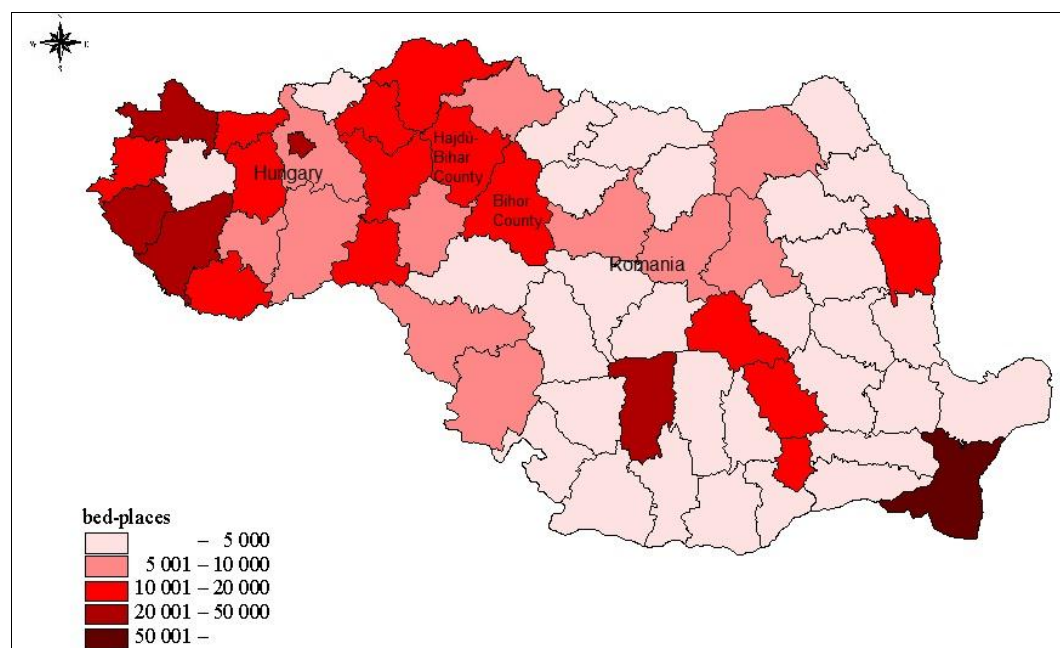 N
W E
S
Hajdú-
Bihar
County
Hungary
Bihor
County
Romania
bed-places
– 5 000
5 001 – 10 000
10 001 – 20 000
20 001 – 50 000
50 001 –